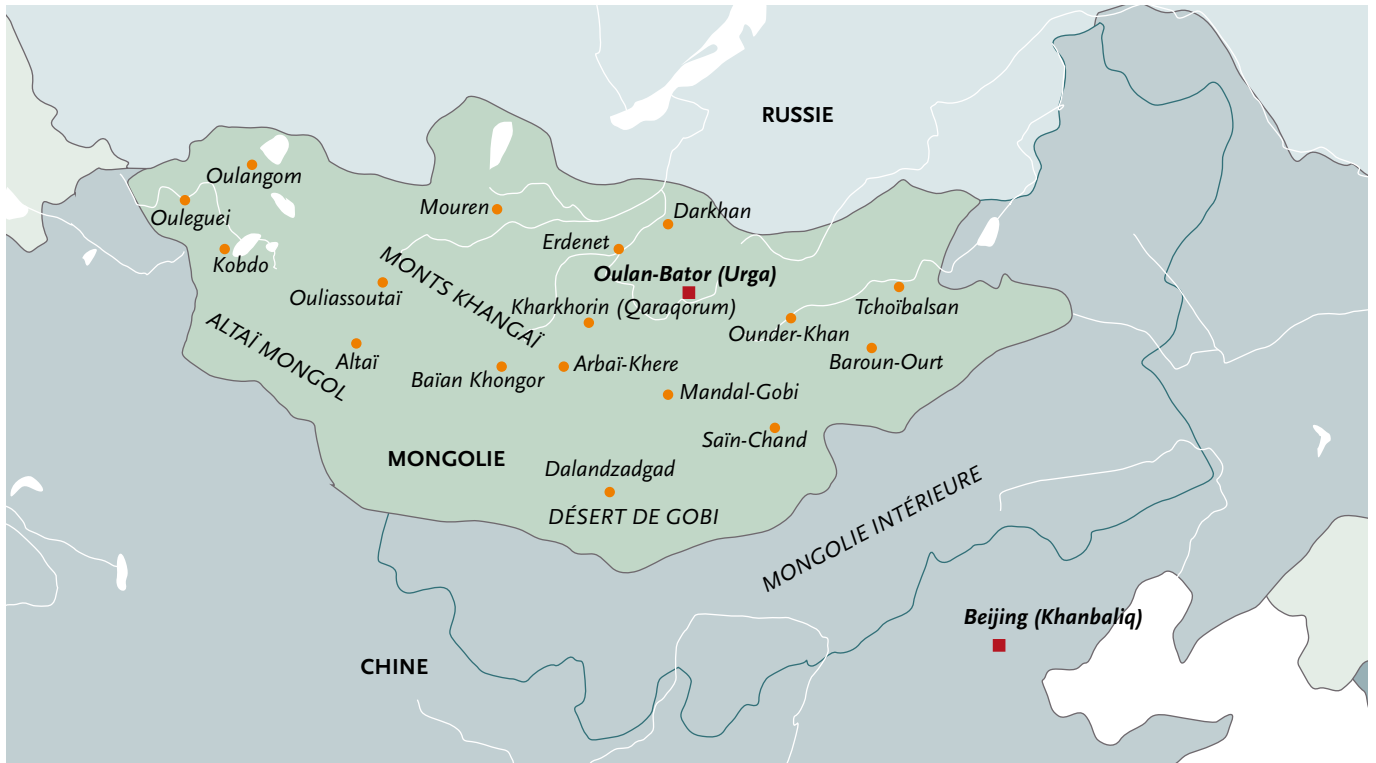 RUSSIE
Oulangom
Ouleguei
Mouren
Darkhan
Erdenet
Kobdo
MONTS KHANGAÏ
Oulan-Bator (Urga)
Ouliassoutaï
Kharkhorin (Qaraqorum)
Tchoïbalsan
Ounder-Khan
ALTAÏ MONGOL
Altaï
Baïan Khongor
Arbaï-Khere
Baroun-Ourt
Mandal-Gobi
Saïn-Chand
MONGOLIE
Dalandzadgad
DÉSERT DE GOBI
MONGOLIE INTÉRIEURE
Beijing (Khanbaliq)
CHINE